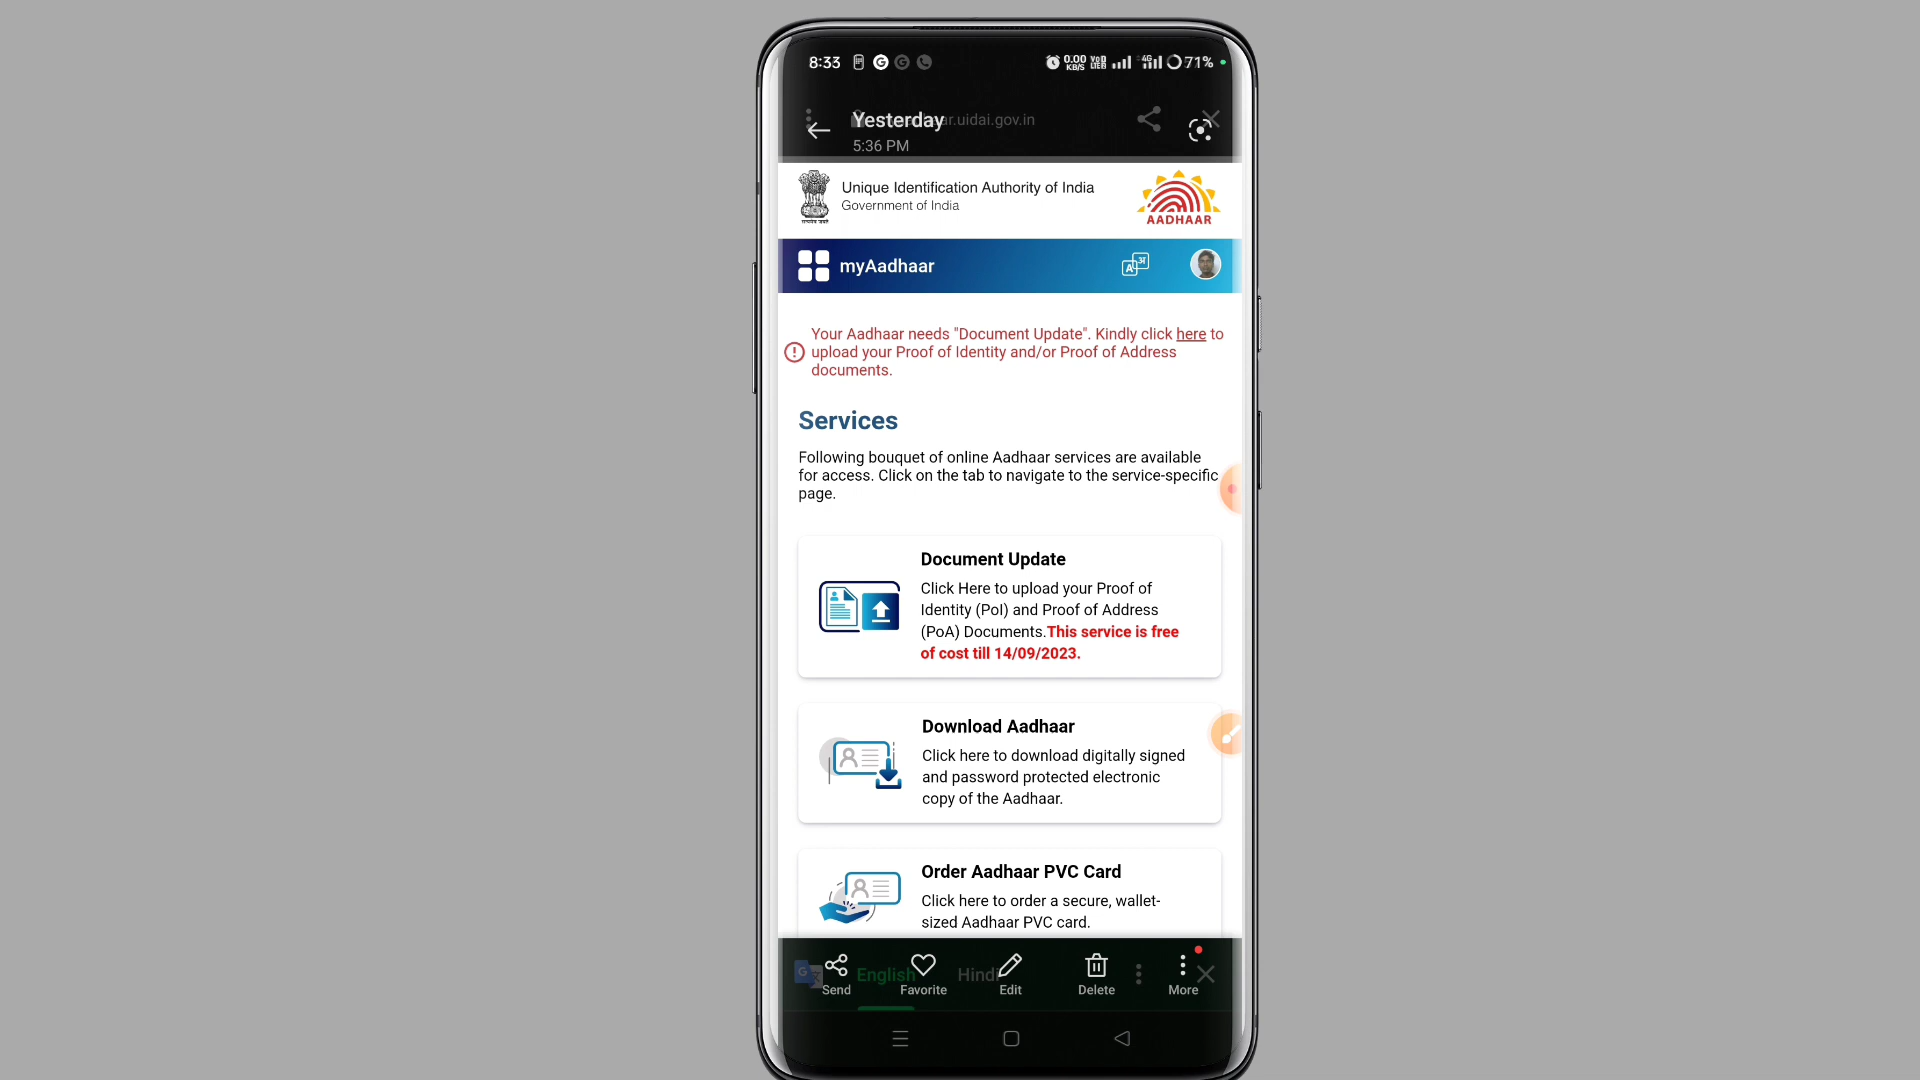 8:33
0.00 KB/S VoD LTE2 4G 71%
Yesterday
aar.uidai.gov.in
5:36 PM
Unique Identification Authority of India
Government of India
AADHAAR
myAadhaar
Your Aadhaar needs "Document Update". Kindly click here to
upload your Proof of Identity and/or Proof of Address
documents.
Services
Following bouquet of online Aadhaar services are available
for access. Click on the tab to navigate to the service-specific
page.
Document Update
Click Here to upload your Proof of
Identity (PoI) and Proof of Address
(PoA) Documents.This service is free
of cost till 14/09/2023.
Download Aadhaar
Click here to download digitally signed
and password protected electronic
copy of the Aadhaar.
Order Aadhaar PVC Card
Click here to order a secure, wallet-
sized Aadhaar PVC card.
English Hindi
Send Favorite Edit Delete More